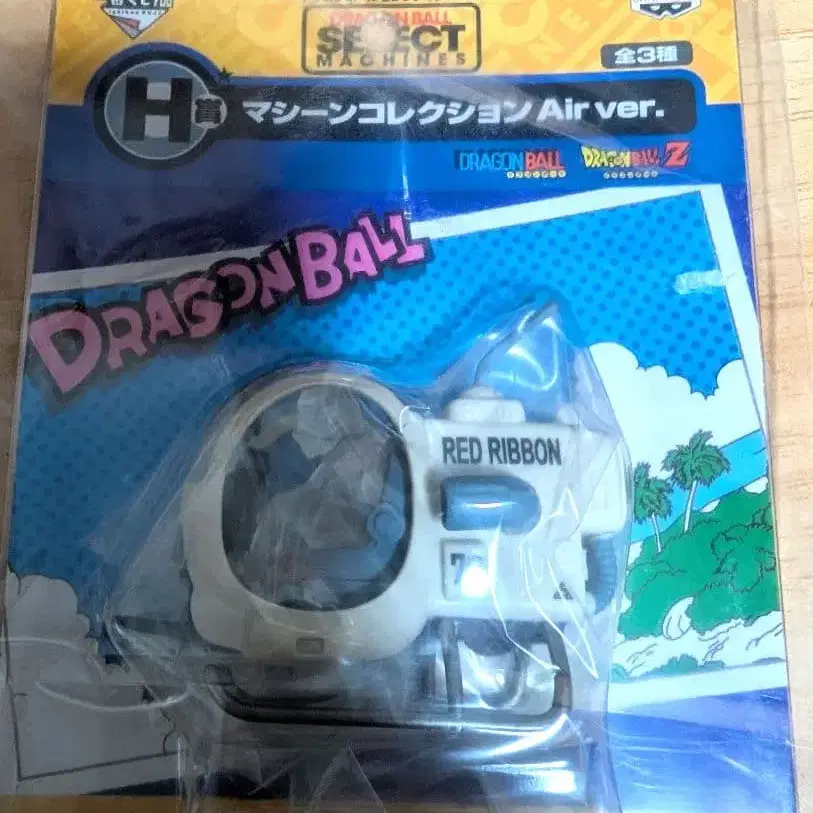 DRAGON BALL
SELECT
MACHINES
全3種
H賞 マシーンコレクション Air ver.
DRAGON BALL DRAGON BALL Z
DRAGON BALL
RED RIBBON
7